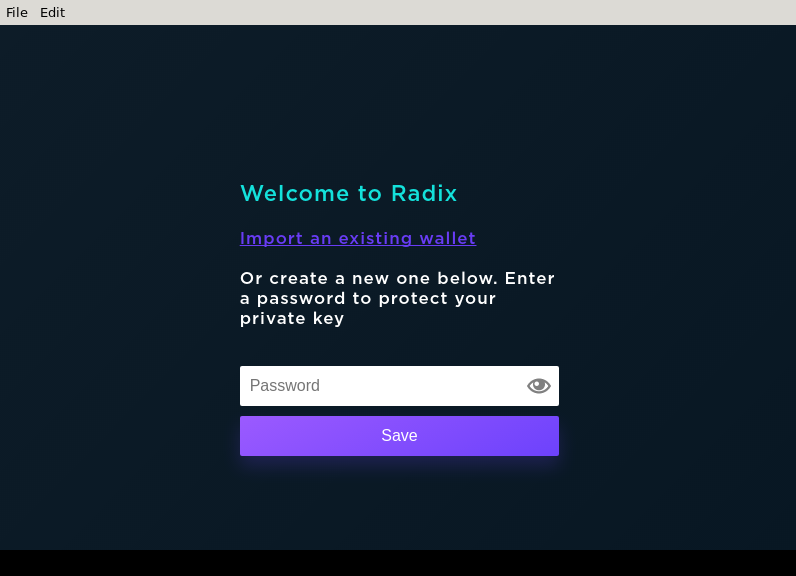 File Edit
Welcome to Radix
Import an existing wallet
Or create a new one below. Enter
a password to protect your
private key
Password
Save